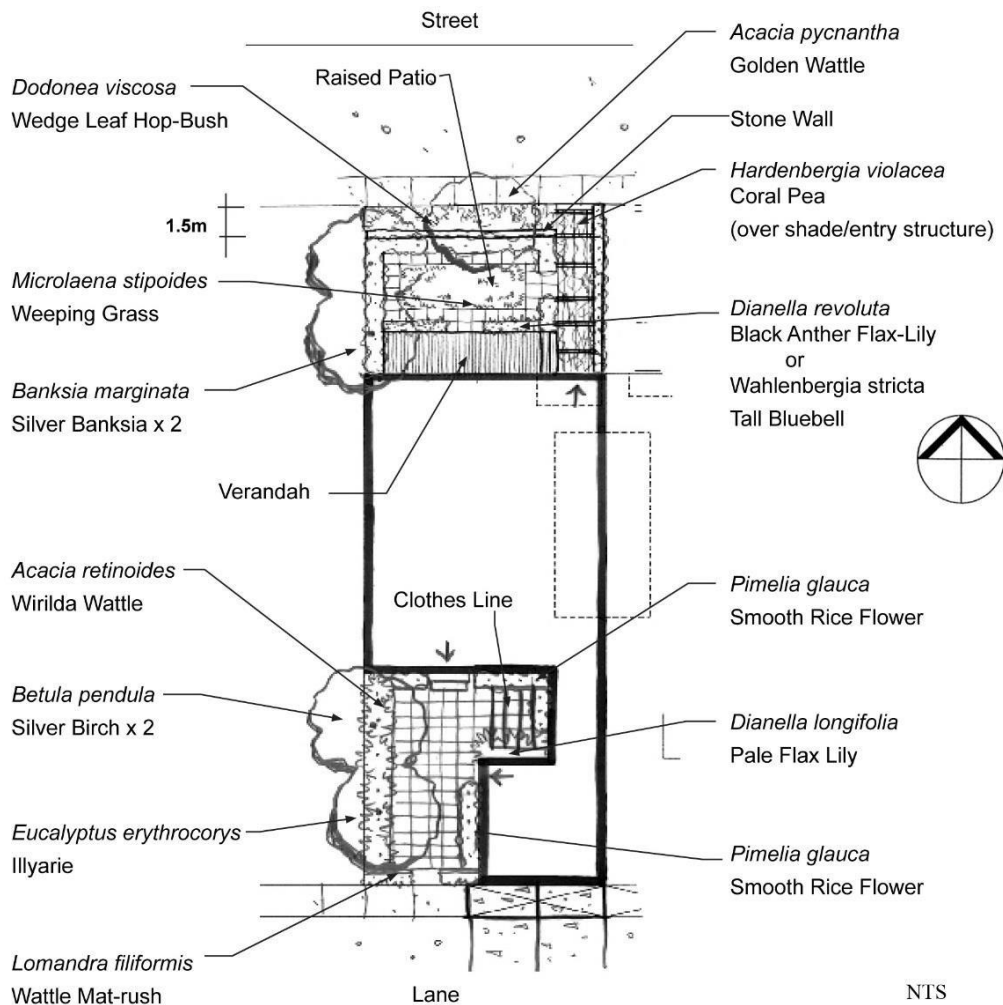 Street
Acacia pycnantha
Golden Wattle
Raised Patio
Dodonea viscosa
Wedge Leaf Hop-Bush
Stone Wall
Hardenbergia violacea
Coral Pea
(over shade/entry structure)
1.5m
Microlaena stipoides
Weeping Grass
Dianella revoluta
Black Anther Flax-Lily
or
Wahlenbergia stricta
Tall Bluebell
Banksia marginata
Silver Banksia x 2
Verandah
Acacia retinoides
Wirilda Wattle
Clothes Line
Pimelia glauca
Smooth Rice Flower
Betula pendula
Silver Birch x 2
Dianella longifolia
Pale Flax Lily
Eucalyptus erythrocorys
Illyarie
Pimelia glauca
Smooth Rice Flower
Lomandra filiformis
Wattle Mat-rush
Lane
NTS